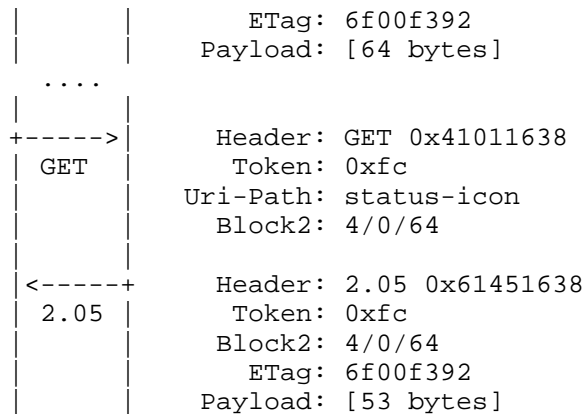 |     |         ETag: 6f00f392
|     |      Payload: [64 bytes]
  ....
|     |
+----->|       Header: GET 0x41011638
| GET |        Token: 0xfc
|     |     Uri-Path: status-icon
|     |       Block2: 4/0/64
|     |
|<-----+       Header: 2.05 0x61451638
| 2.05 |        Token: 0xfc
|     |       Block2: 4/0/64
|     |         ETag: 6f00f392
|     |      Payload: [53 bytes]